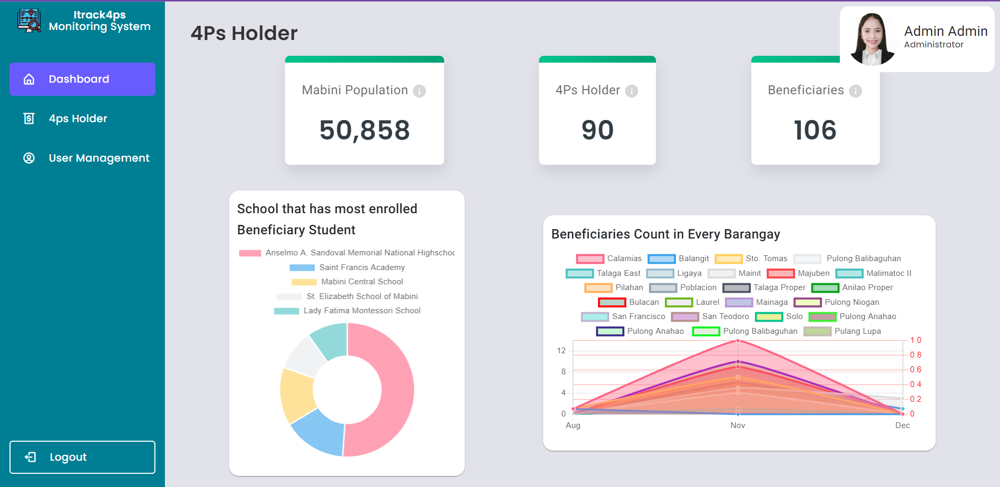 Itrack4ps
Monitoring System
Dashboard
4ps Holder
User Management
Logout
4Ps Holder
Admin Admin
Administrator
Mabini Population
50,858
4Ps Holder
90
Beneficiaries
106
School that has most enrolled
Beneficiary Student
Anselmo A. Sandoval Memorial National Highschoo
Saint Francis Academy
Mabini Central School
St. Elizabeth School of Mabini
Lady Fatima Montessori School
Beneficiaries Count in Every Barangay
Calamias Balangit Sto. Tomas Pulong Balibaguhan
Talaga East Ligaya Mainit Majuben Malimatoc II
Pilahan Poblacion Talaga Proper Anilao Proper
Bulacan Laurel Mainaga Pulong Niogan
San Francisco San Teodoro Solo Pulong Anahao
Pulong Anahao Pulong Balibaguhan Pulang Lupa
12
8
4
0
1.0
0.8
0.6
0.4
0.2
0
Aug Nov Dec